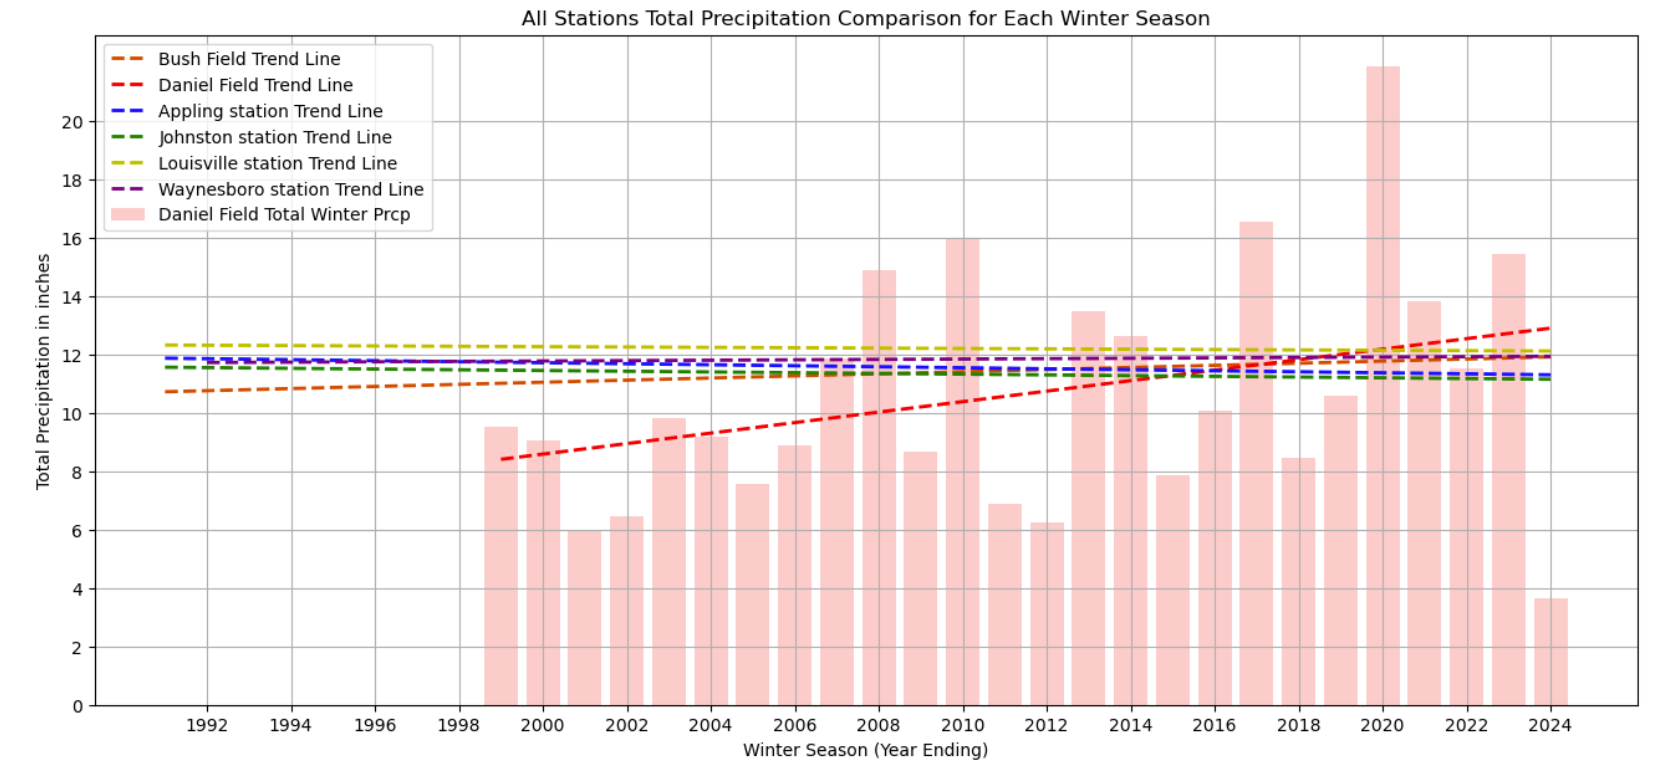 All Stations Total Precipitation Comparison for Each Winter Season
Bush Field Trend Line
Daniel Field Trend Line
Appling station Trend Line
Johnston station Trend Line
Louisville station Trend Line
Waynesboro station Trend Line
Daniel Field Total Winter Prcp
Total Precipitation in inches
20
18
16
14
12
10
8
6
4
2
0
1992 1994 1996 1998 2000 2002 2004 2006 2008 2010 2012 2014 2016 2018 2020 2022 2024
Winter Season (Year Ending)